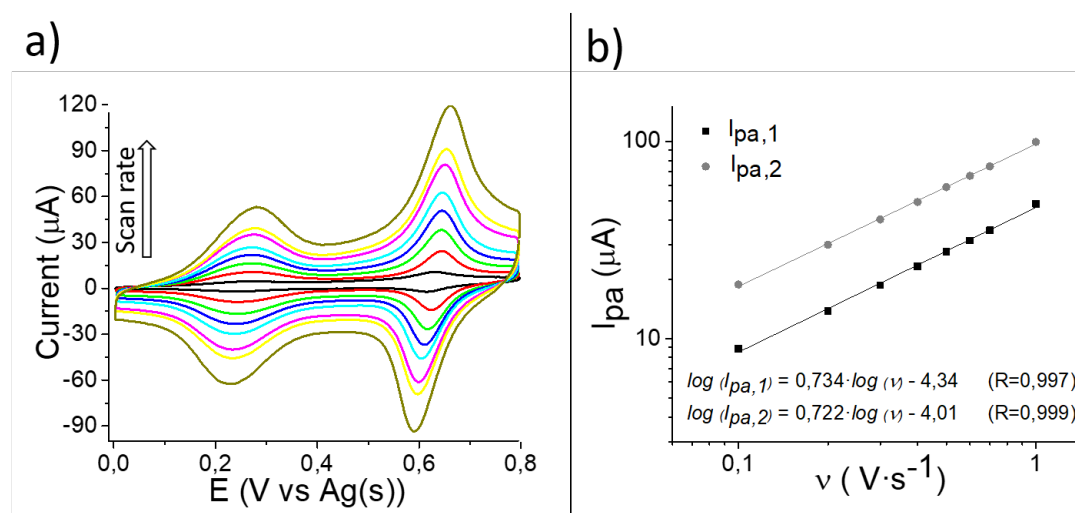 a)
120
90
60
30
0
-30
-60
-90
Current (μA)
Scan rate
0,0 0,2 0,4 0,6 0,8
E (V vs Ag(s))
b)
100
10
Ipa (μA)
Ipa,1
Ipa,2
log (Ipa,1) = 0,734·log (ν) - 4,34 (R=0,997)
log (Ipa,2) = 0,722·log (ν) - 4,01 (R=0,999)
0,1 1
ν ( V·s⁻¹)